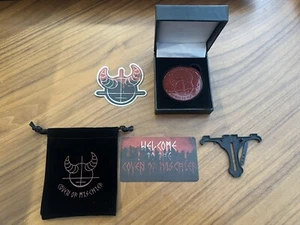 WELCOME
TO THE
COVEN OF MISCHIEF
COVEN OF MISCHIEF